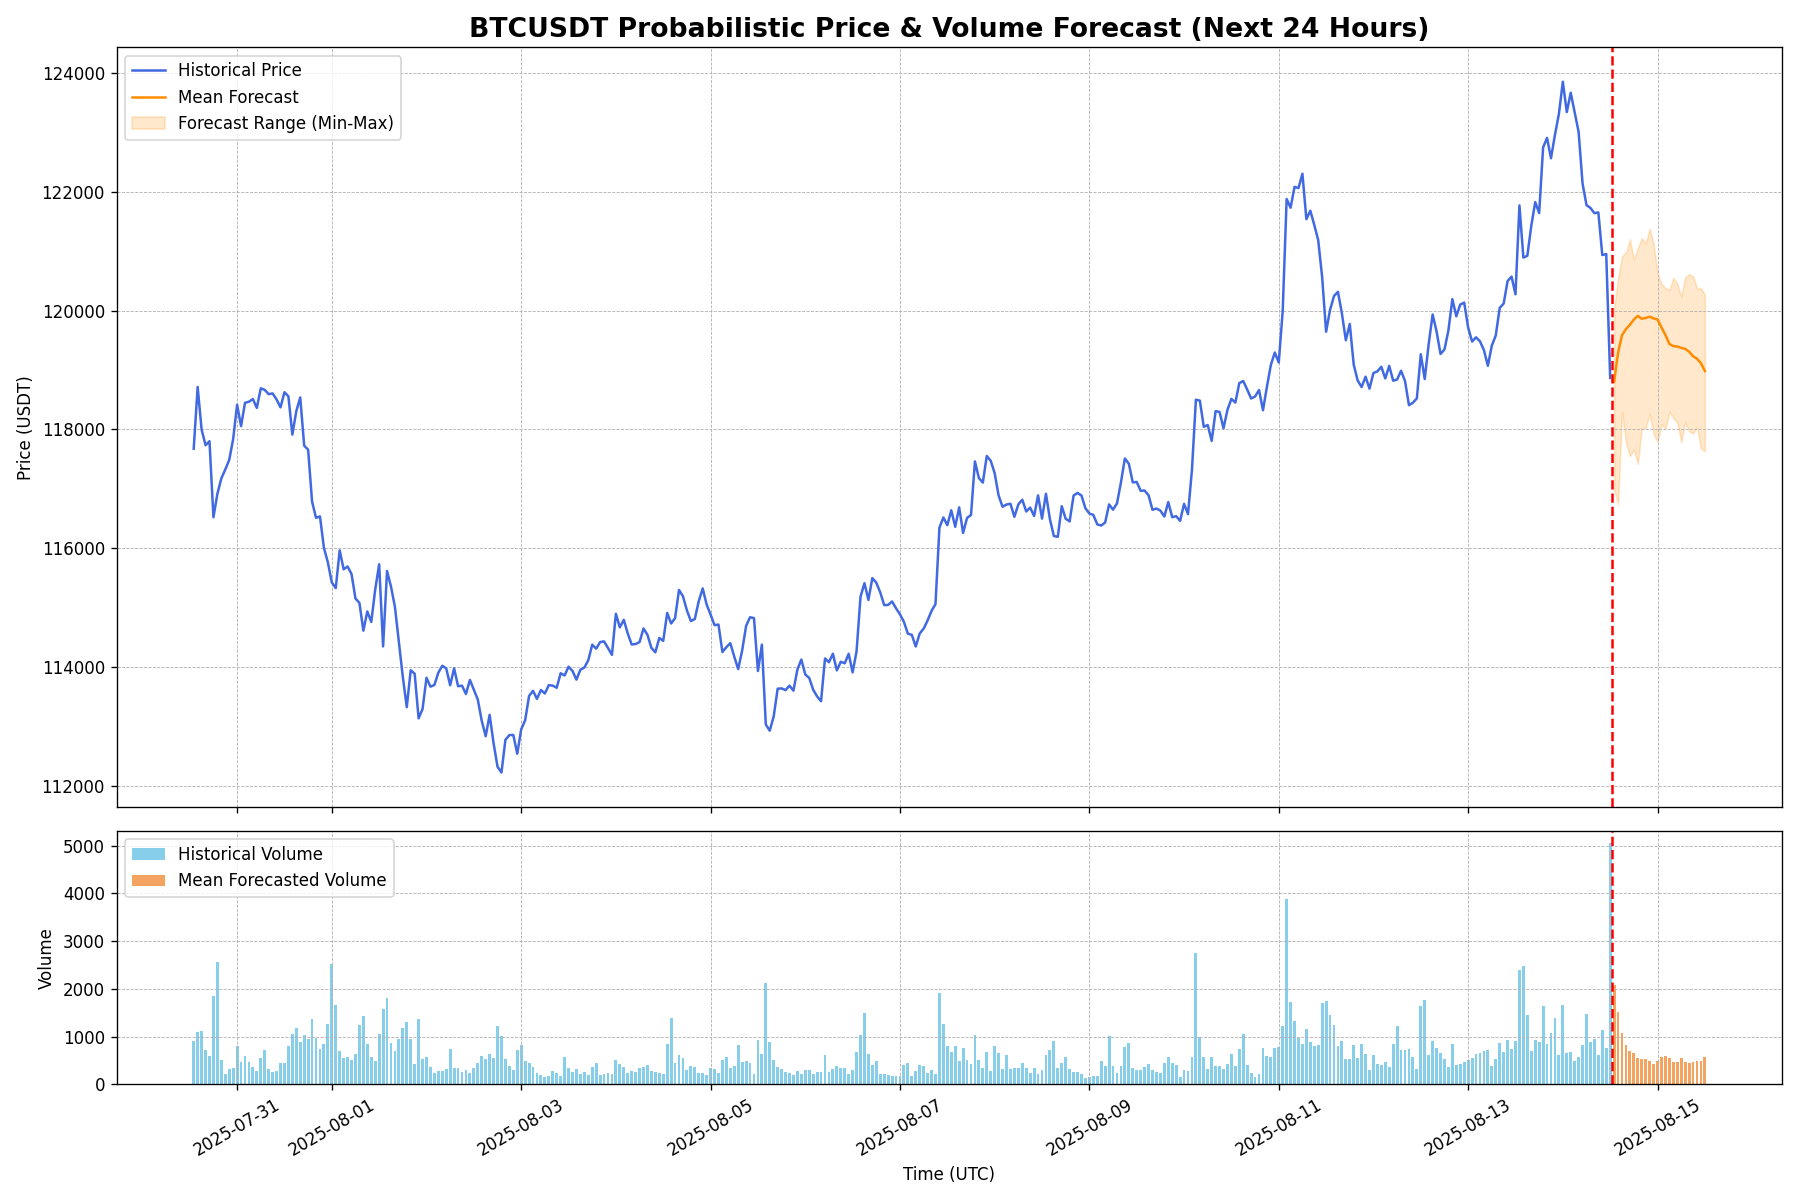 BTCUSDT Probabilistic Price & Volume Forecast (Next 24 Hours)
Historical Price
Mean Forecast
Forecast Range (Min-Max)
Price (USDT)
124000
122000
120000
118000
116000
114000
112000
Historical Volume
Mean Forecasted Volume
Volume
5000
4000
3000
2000
1000
0
2025-07-31
2025-08-01
2025-08-03
2025-08-05
2025-08-07
2025-08-09
2025-08-11
2025-08-13
2025-08-15
Time (UTC)